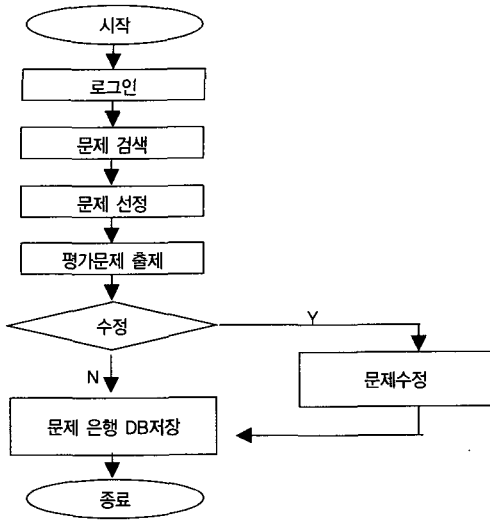 시작
로그인
문제 검색
문제 선정
평가문제 출제
수정
Y
N
문제수정
문제 은행 DB저장
종료